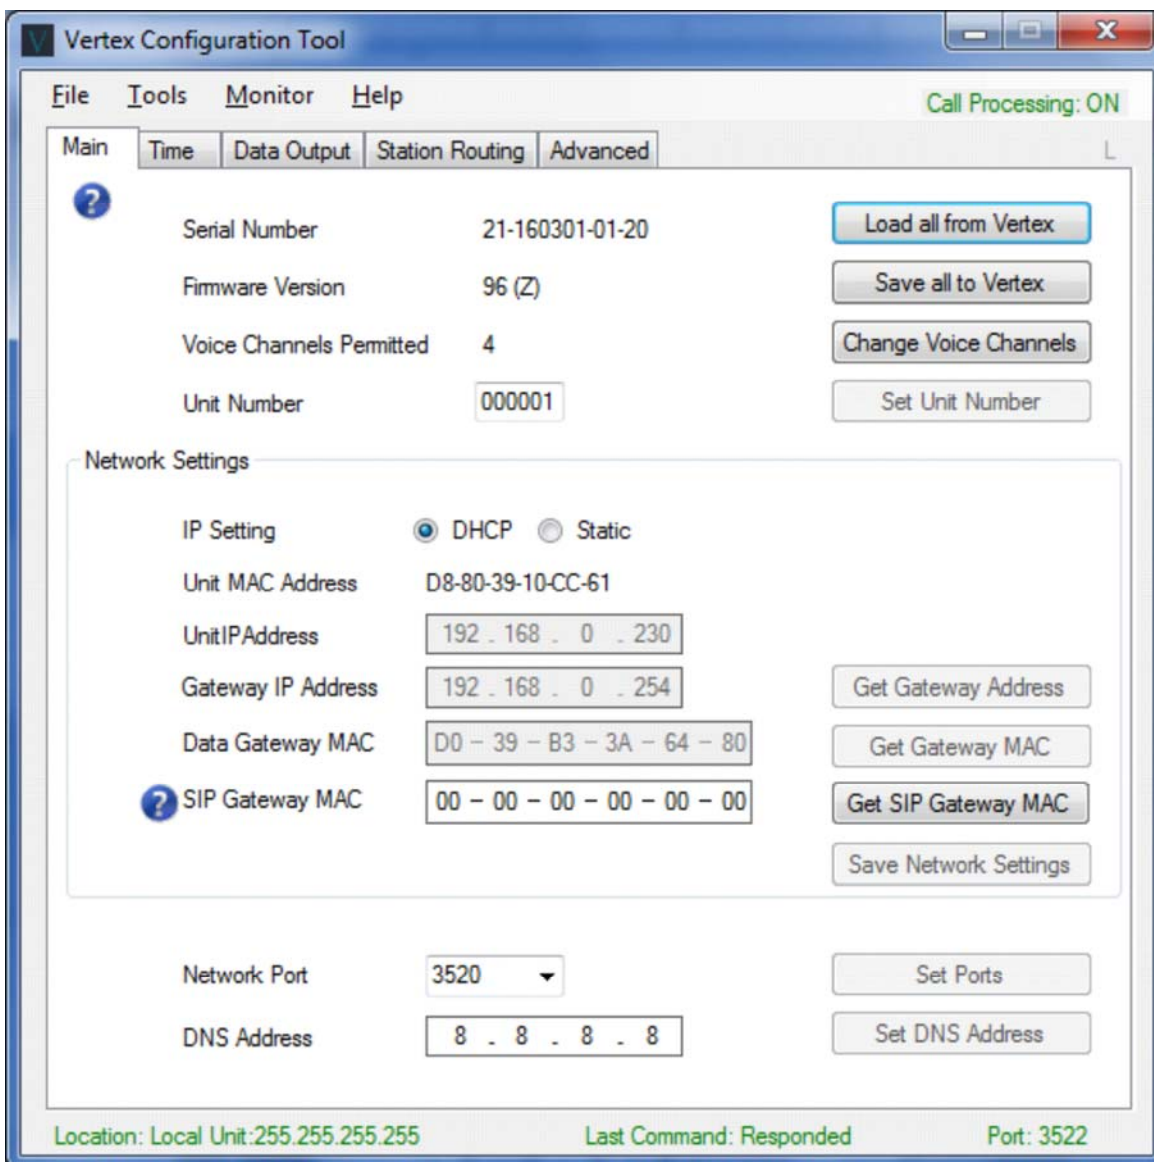 Vertex Configuration Tool
File Tools Monitor Help
Call Processing: ON
Main Time Data Output Station Routing Advanced L
Serial Number 21-160301-01-20 Load all from Vertex
Firmware Version 96 (Z) Save all to Vertex
Voice Channels Permitted 4 Change Voice Channels
Unit Number 000001 Set Unit Number
Network Settings
IP Setting DHCP Static
Unit MAC Address D8-80-39-10-CC-61
UnitIPAddress 192 . 168 . 0 . 230
Gateway IP Address 192 . 168 . 0 . 254 Get Gateway Address
Data Gateway MAC D0 - 39 - B3 - 3A - 64 - 80 Get Gateway MAC
SIP Gateway MAC 00 - 00 - 00 - 00 - 00 - 00 Get SIP Gateway MAC
Save Network Settings
Network Port 3520 Set Ports
DNS Address 8 . 8 . 8 . 8 Set DNS Address
Location: Local Unit:255.255.255.255 Last Command: Responded Port: 3522